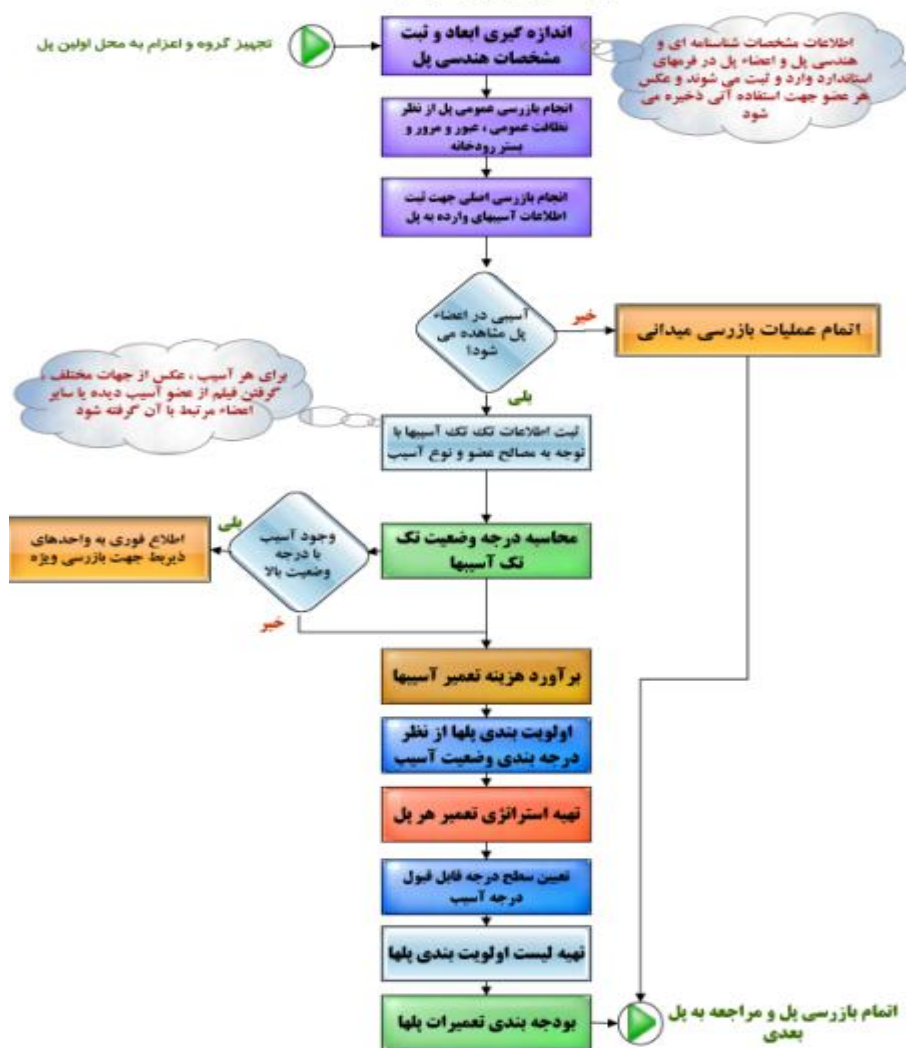 تجهیز گروه و اعزام به محل اولین پل
اندازه گیری ابعاد و ثبت
مشخصات هندسی پل
اطلاعات مشخصات شناسنامه ای و
هندسی پل و اعضاء پل در فرمهای
استاندارد وارد و ثبت می شوند و عکس
هر عضو جهت استفاده آتی ذخیره می
شود
انجام بازرسی عمومی پل از نظر
نظافت عمومی ، عبور و مرور و
بستر رودخانه
انجام بازرسی اصلی جهت ثبت
اطلاعات آسیبهای وارده به پل
آسیبی در اعضاء
پل مشاهده می
شود؟
خیر
اتمام عملیات بازرسی میدانی
بلی
برای هر آسیب ، عکس از جهات مختلف ،
گرفتن فیلم از عضو آسیب دیده یا سایر
اعضاء مرتبط با آن گرفته شود
ثبت اطلاعات تک تک آسیبها با
توجه به مصالح عضو و نوع آسیب
محاسبه درجه وضعیت تک
تک آسیبها
وجود آسیب
با درجه
وضعیت بالا
بلی
اطلاع فوری به واحدهای
ذیربط جهت بازرسی ویژه
خیر
برآورد هزینه تعمیر آسیبها
اولویت بندی پلها از نظر
درجه بندی وضعیت آسیب
تهیه استراتژی تعمیر هر پل
تعیین سطح درجه قابل قبول
درجه آسیب
تهیه لیست اولویت بندی پلها
بودجه بندی تعمیرات پلها
اتمام بازرسی پل و مراجعه به پل
بعدی